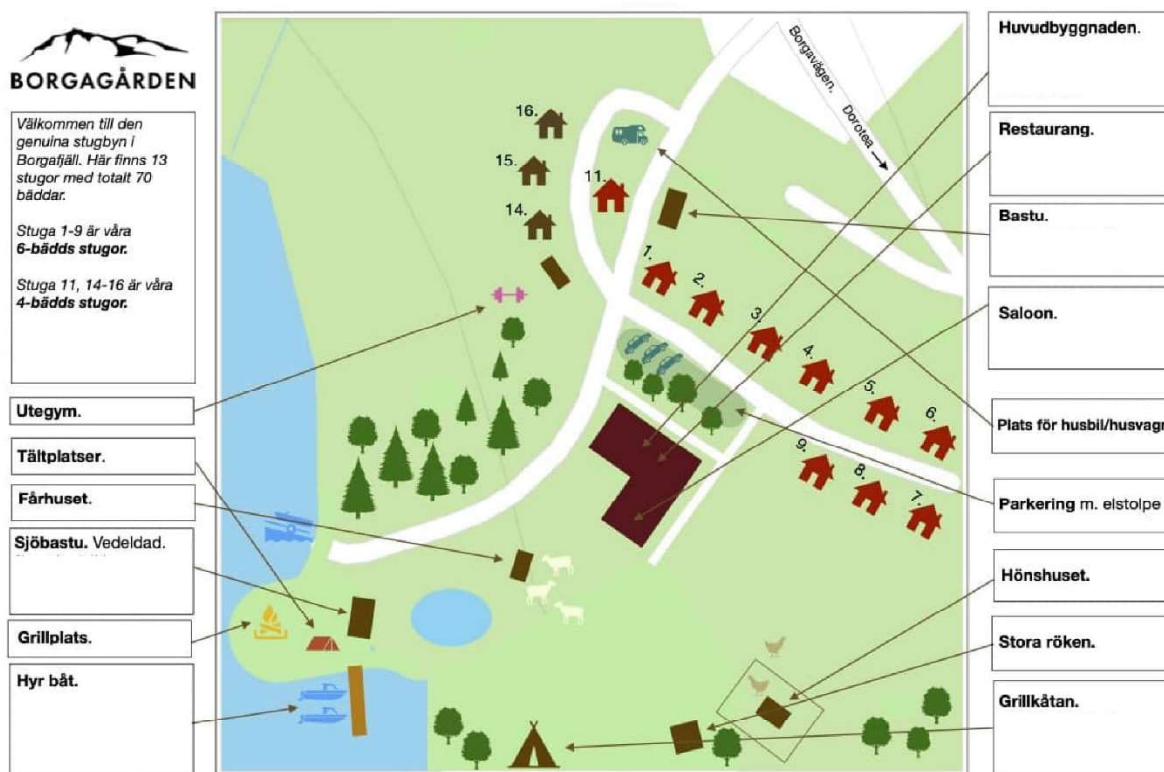 BORGAGÅRDEN
Välkommen till den
genuina stugbyn i
Borgafjäll. Här finns 13
stugor med totalt 70
bäddar.
Stuga 1-9 är våra
6-bädds stugor.
Stuga 11, 14-16 är våra
4-bädds stugor.
Utegym.
Tältplatser.
Fårhuset.
Sjöbastu. Vedeldad.
Grillplats.
Hyr båt.
Borgavägen.
Dorotea
16.
15.
14.
11.
1.
2.
3.
4.
5.
6.
9.
8.
7.
Huvudbyggnaden.
Restaurang.
Bastu.
Saloon.
Plats för husbil/husvagn
Parkering m. elstolpe
Hönshuset.
Stora röken.
Grillkåtan.